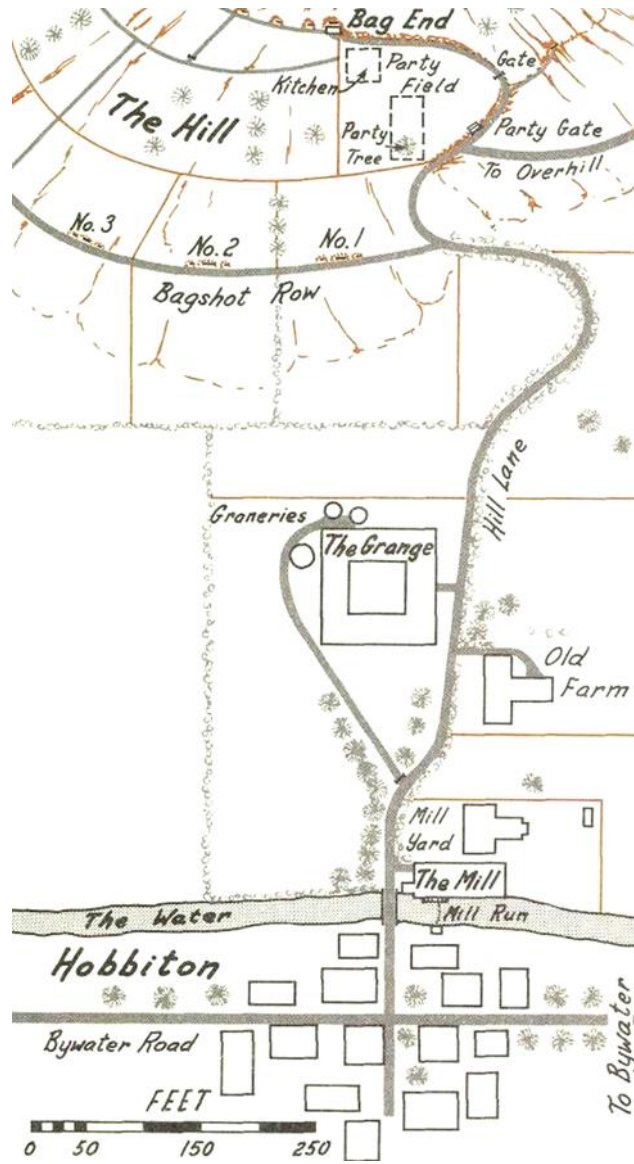 Bag End
Gate
Party
Field
Kitchen
The Hill
Party Gate
Party
Tree
To Overhill
No.3
No.2
No.1
Bagshot Row
Hill Lane
Graneries
The Grange
Old
Farm
Mill
Yard
The Mill
The Water
Mill Run
Hobbiton
Bywater Road
To Bywater
FEET
0 50 150 250